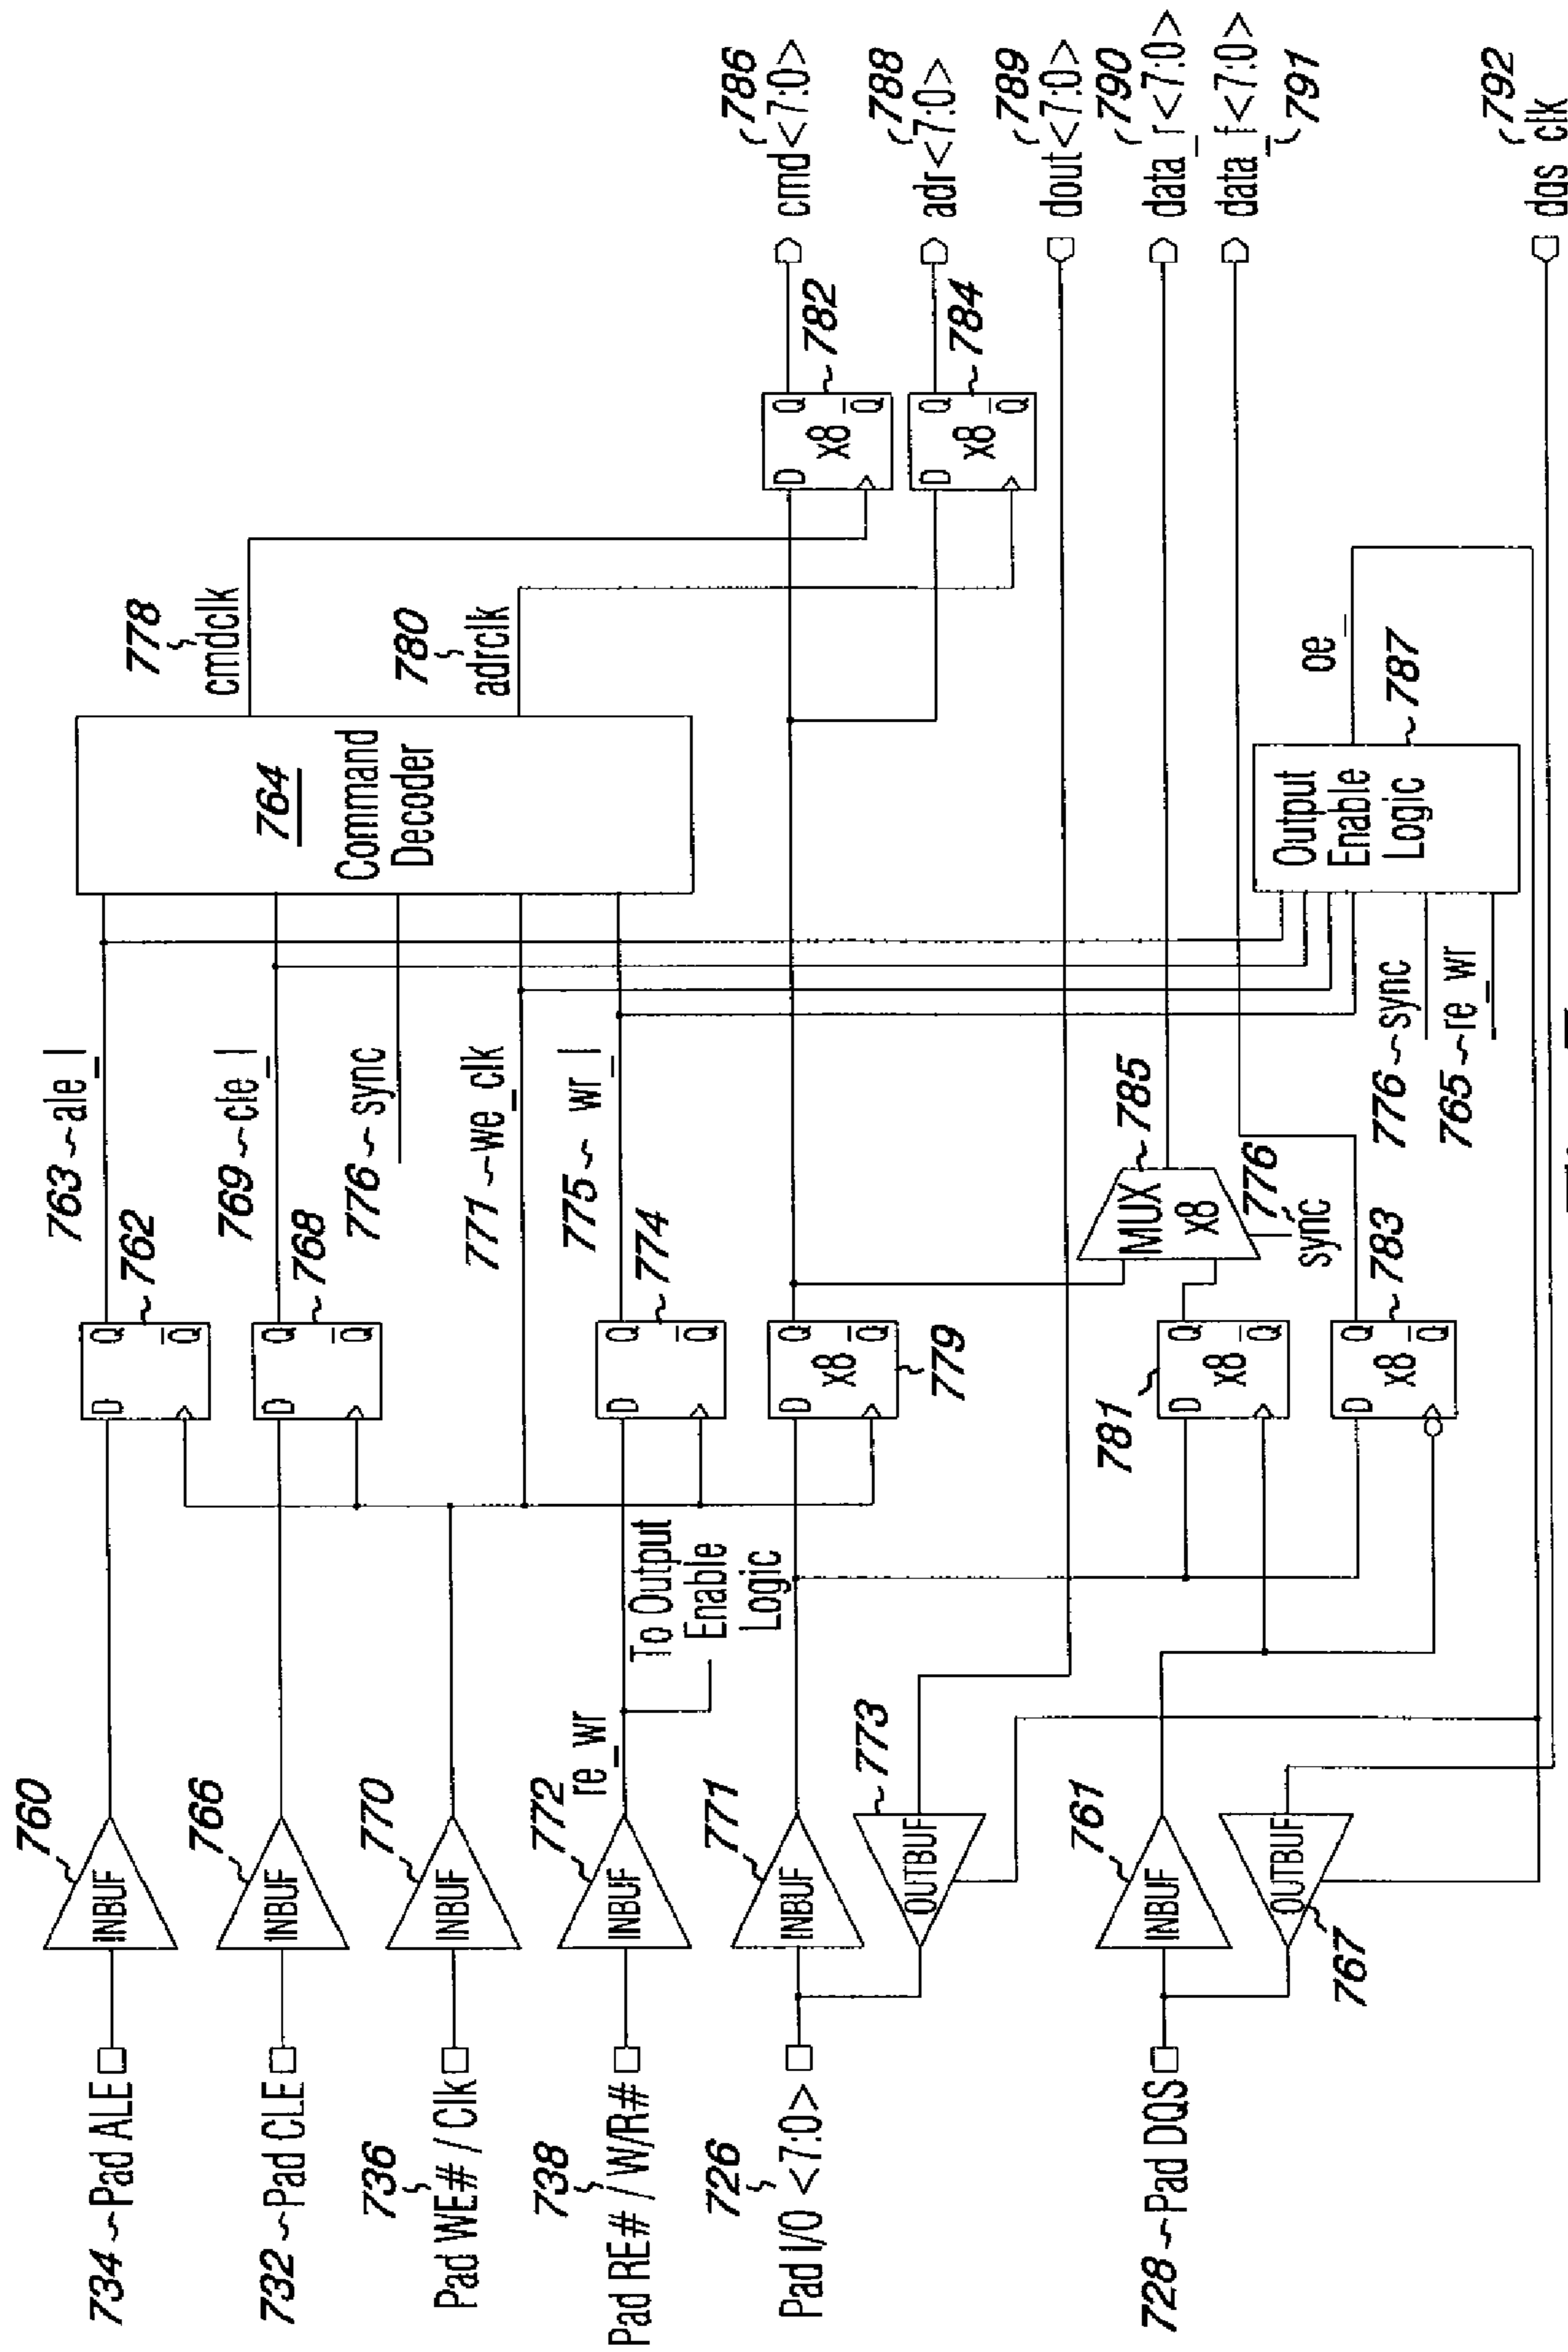 734 ~ Pad ALE
760
INBUF
D Q
Q
762
763 ~ ale_l
764
Command
Decoder
778
cmdclk
732 ~ Pad CLE
766
INBUF
D Q
Q
768
769 ~ cle_l
776 ~ sync
780
adrclk
736
Pad WE# / Clk
770
INBUF
771 ~ we_clk
738
Pad RE# / W/R#
772
INBUF
re_wr
To Output
Enable
Logic
D Q
Q
774
775 ~ wr_l
726
Pad I/O <7:0>
771
INBUF
D Q
x8
Q
779
D Q
x8
Q
782
786
cmd<7:0>
D Q
x8
Q
784
788
adr<7:0>
773
OUTBUF
789
dout<7:0>
728 ~ Pad DQS
761
INBUF
781
D Q
x8
Q
MUX
x8
785
776
sync
790
data_r<7:0>
OUTBUF
767
D Q
x8
Q
783
data_f<7:0>
791
776 ~ sync
765 ~ re_wr
Output
Enable
Logic
787
oe_
792
dqs_clk